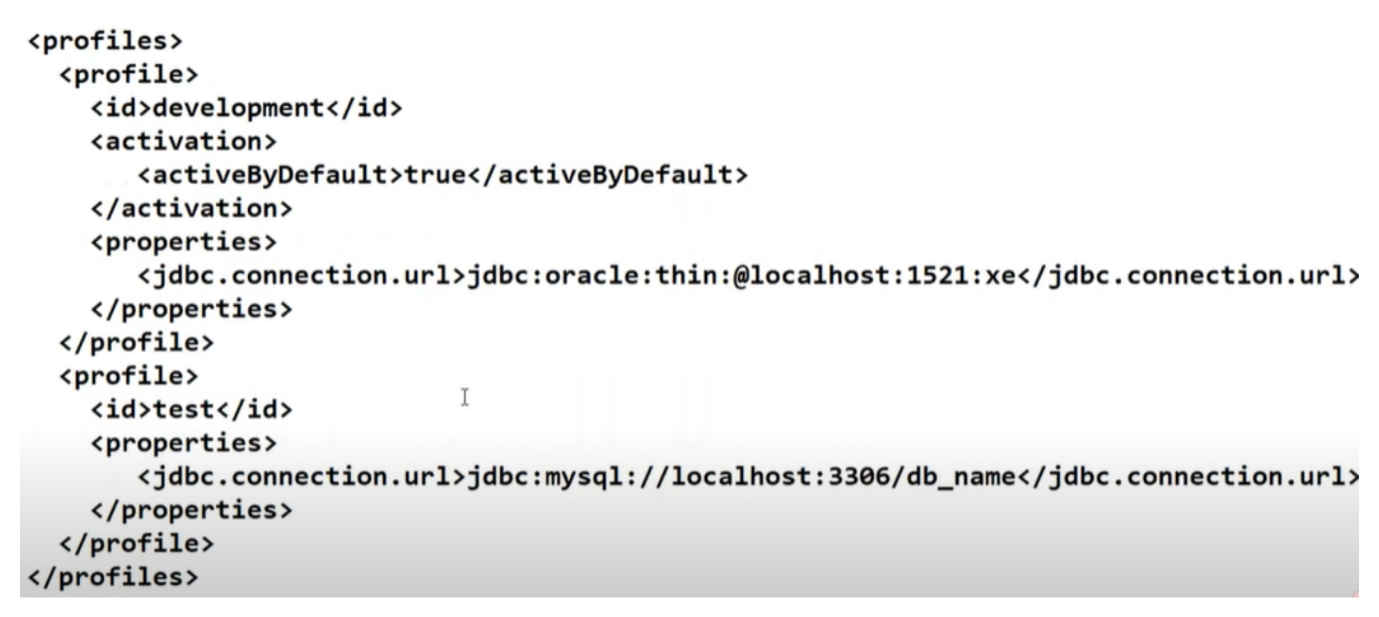 <profiles>
  <profile>
    <id>development</id>
    <activation>
       <activeByDefault>true</activeByDefault>
    </activation>
    <properties>
       <jdbc.connection.url>jdbc:oracle:thin:@localhost:1521:xe</jdbc.connection.url>
    </properties>
  </profile>
  <profile>
    <id>test</id>
    <properties>
       <jdbc.connection.url>jdbc:mysql://localhost:3306/db_name</jdbc.connection.url>
    </properties>
  </profile>
</profiles>